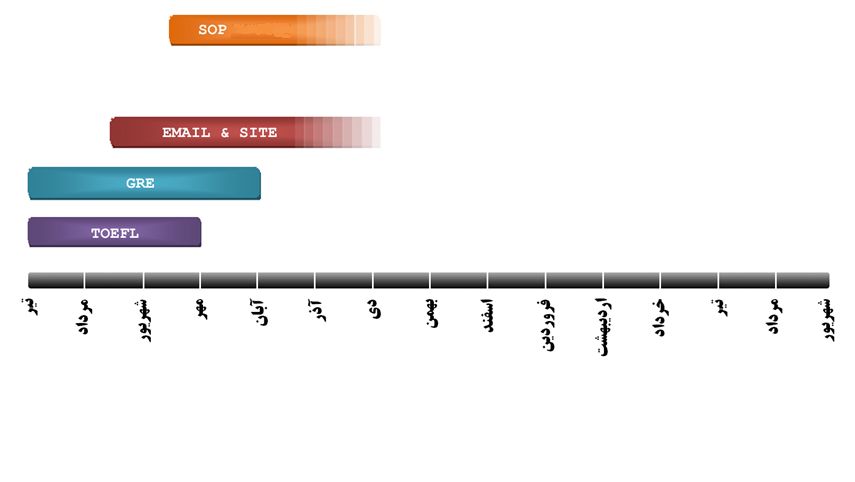 SOP
EMAIL & SITE
GRE
TOEFL
تیر
مرداد
شهریور
مهر
آبان
آذر
دی
بهمن
اسفند
فروردین
اردیبهشت
خرداد
تیر
مرداد
شهریور